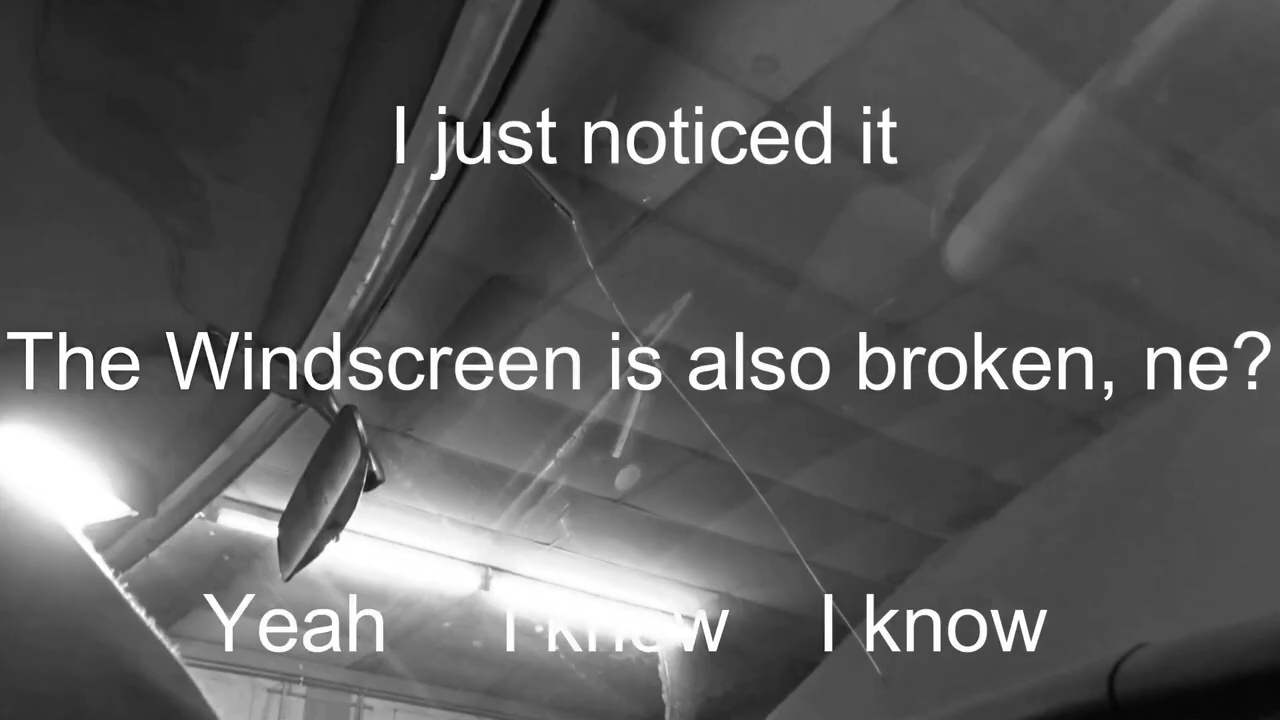 I just noticed it
The Windscreen is also broken, ne?
Yeah I know I know